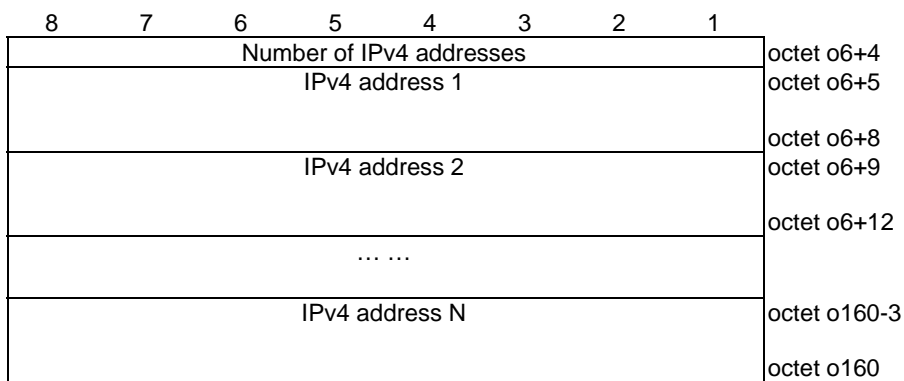 8 7 6 5 4 3 2 1
Number of IPv4 addresses octet o6+4
IPv4 address 1 octet o6+5
octet o6+8
IPv4 address 2 octet o6+9
octet o6+12
… …
IPv4 address N octet o160-3
octet o160